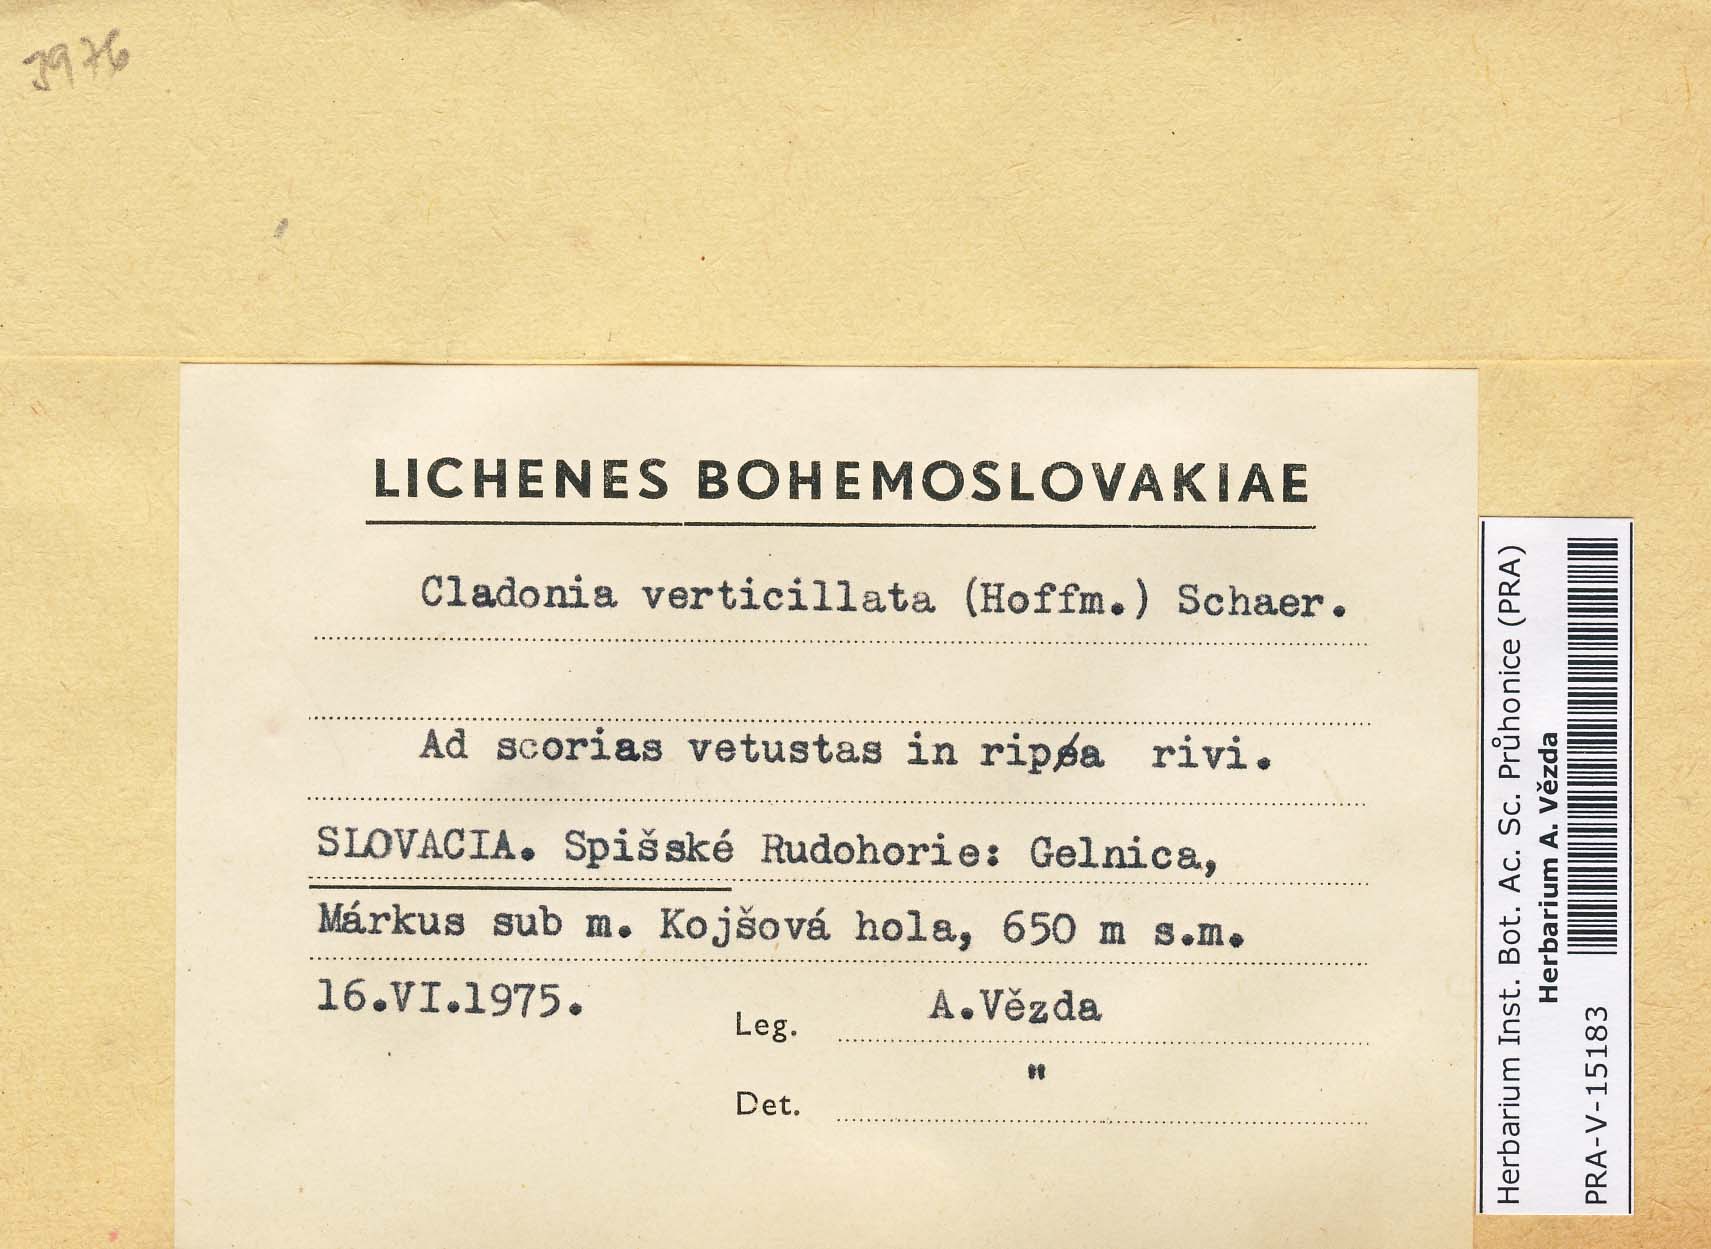 3976
LICHENES BOHEMOSLOVAKIAE
Cladonia verticillata (Hoffm.) Schaer.
Ad scorias vetustas in ripa rivi.
SLOVACIA. Spišské Rudohorie: Gelnica,
Márkus sub m. Kojšová hola, 650 m s.m.
16.VI.1975.
Leg. A.Vězda
Det. "
Herbarium Inst. Bot. Ac. Sc. Průhonice (PRA)
Herbarium A. Vězda
PRA-V-15183